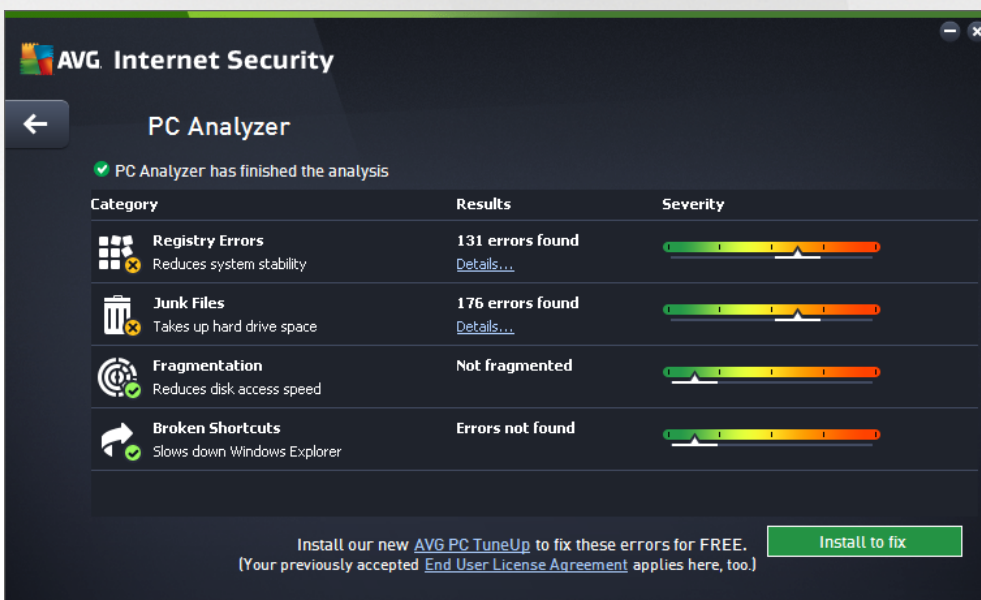 AVG. Internet Security
PC Analyzer
PC Analyzer has finished the analysis
Category Results Severity
Registry Errors 131 errors found
Reduces system stability Details...
Junk Files 176 errors found
Takes up hard drive space Details...
Fragmentation Not fragmented
Reduces disk access speed
Broken Shortcuts Errors not found
Slows down Windows Explorer
Install our new AVG PC TuneUp to fix these errors for FREE. Install to fix
(Your previously accepted End User License Agreement applies here, too.)